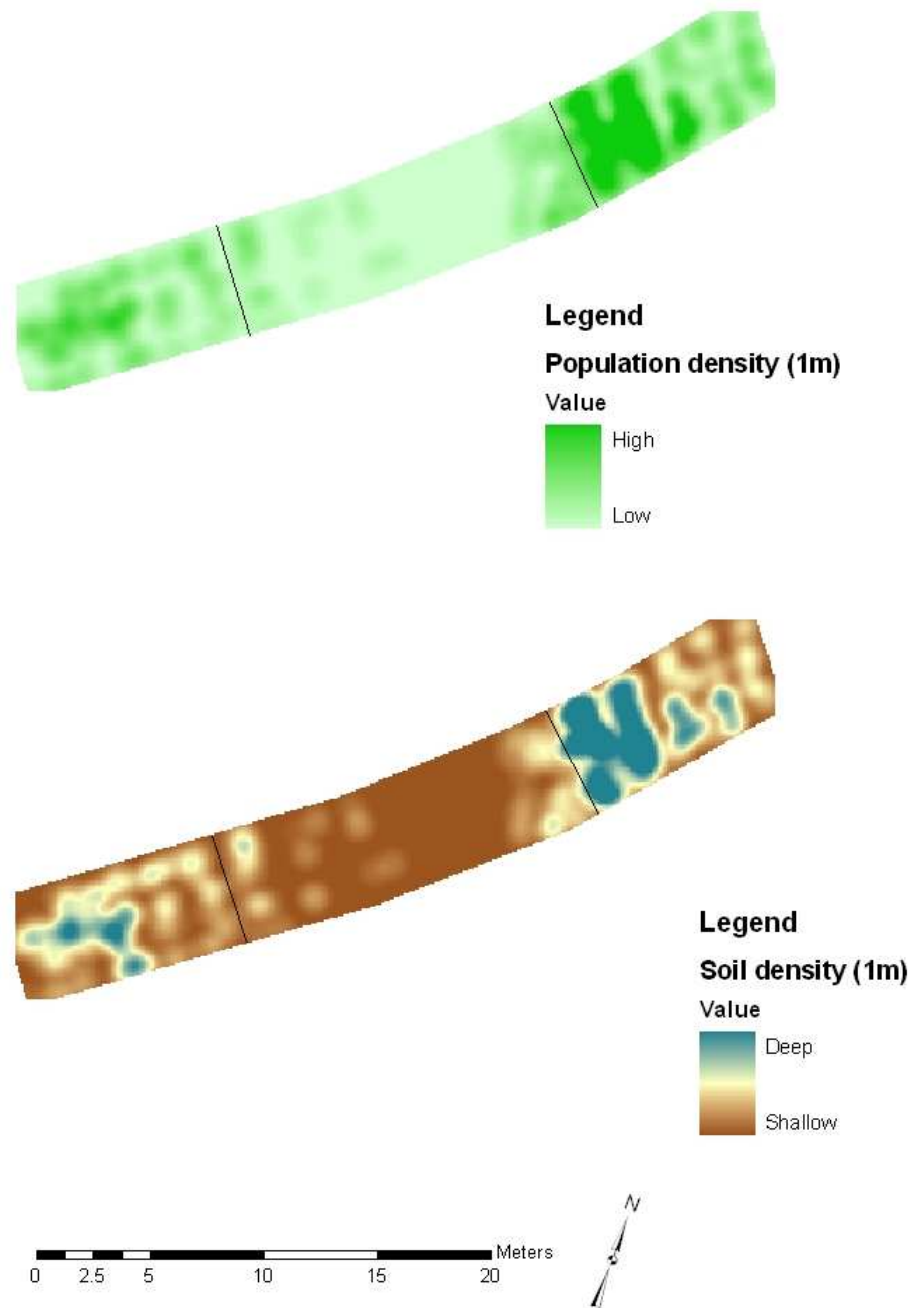 Legend
Population density (1m)
Value
High
Low
Legend
Soil density (1m)
Value
Deep
Shallow
N
Meters
0 2.5 5 10 15 20